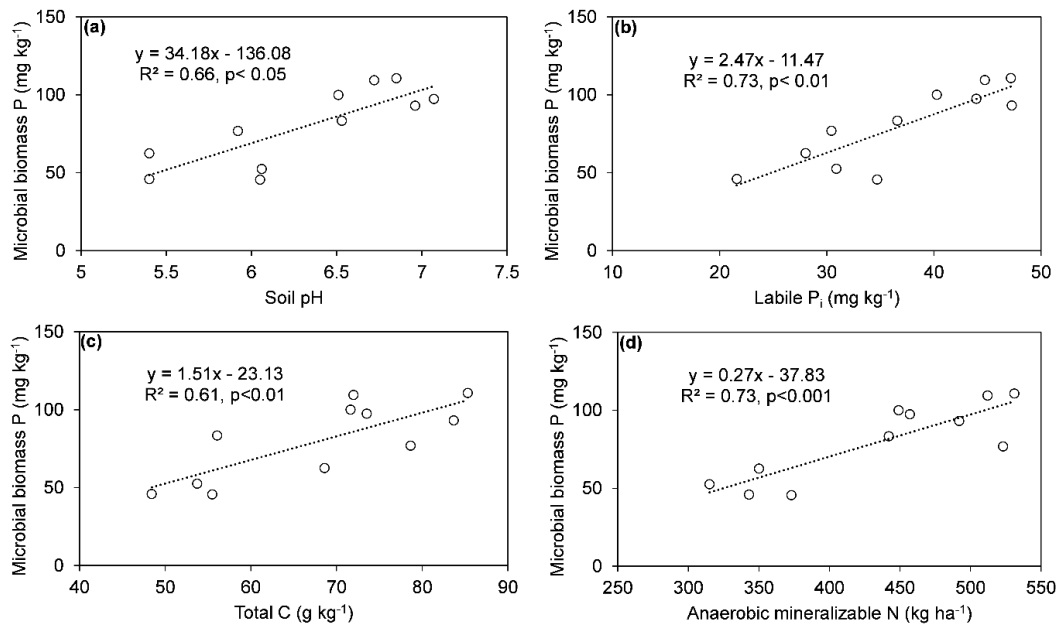 (a)
y = 34.18x - 136.08
R² = 0.66, p< 0.05
Microbial biomass P (mg kg⁻¹)
150
100
50
0
5
5.5
6
6.5
7
7.5
Soil pH
(b)
y = 2.47x - 11.47
R² = 0.73, p< 0.01
Microbial biomass P (mg kg⁻¹)
150
100
50
0
10
20
30
40
50
Labile Pᵢ (mg kg⁻¹)
(c)
y = 1.51x - 23.13
R² = 0.61, p<0.01
Microbial biomass P (mg kg⁻¹)
150
100
50
0
40
50
60
70
80
90
Total C (g kg⁻¹)
(d)
y = 0.27x - 37.83
R² = 0.73, p<0.001
Microbial biomass P (mg kg⁻¹)
150
100
50
0
250
300
350
400
450
500
550
Anaerobic mineralizable N (kg ha⁻¹)